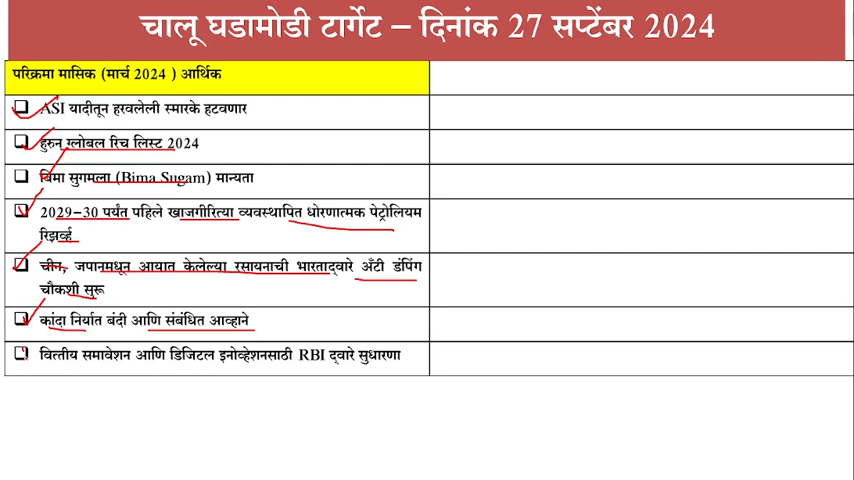 चालू घडामोडी टार्गेट – दिनांक 27 सप्टेंबर 2024
परिक्रमा मासिक (मार्च 2024 ) आर्थिक
ASI यादीतून हरवलेली स्मारके हटवणार
हुरुन ग्लोबल रिच लिस्ट 2024
बिमा सुगमला (Bima Sugam) मान्यता
2029-30 पर्यंत पहिले खाजगीरित्या व्यवस्थापित धोरणात्मक पेट्रोलियम
रिझर्व्ह
चीन, जपानमधून आयात केलेल्या रसायनाची भारताद्वारे अँटी डंपिंग
चौकशी सुरू
कांदा निर्यात बंदी आणि संबंधित आव्हाने
वित्तीय समावेशन आणि डिजिटल इनोव्हेशनसाठी RBI द्वारे सुधारणा